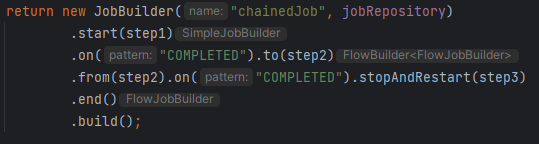 return new JobBuilder( name: "chainedJob", jobRepository)
.start(step1) SimpleJobBuilder
.on( pattern: "COMPLETED").to(step2) FlowBuilder<FlowJobBuilder>
.from(step2).on( pattern: "COMPLETED").stopAndRestart(step3)
.end() FlowJobBuilder
.build();